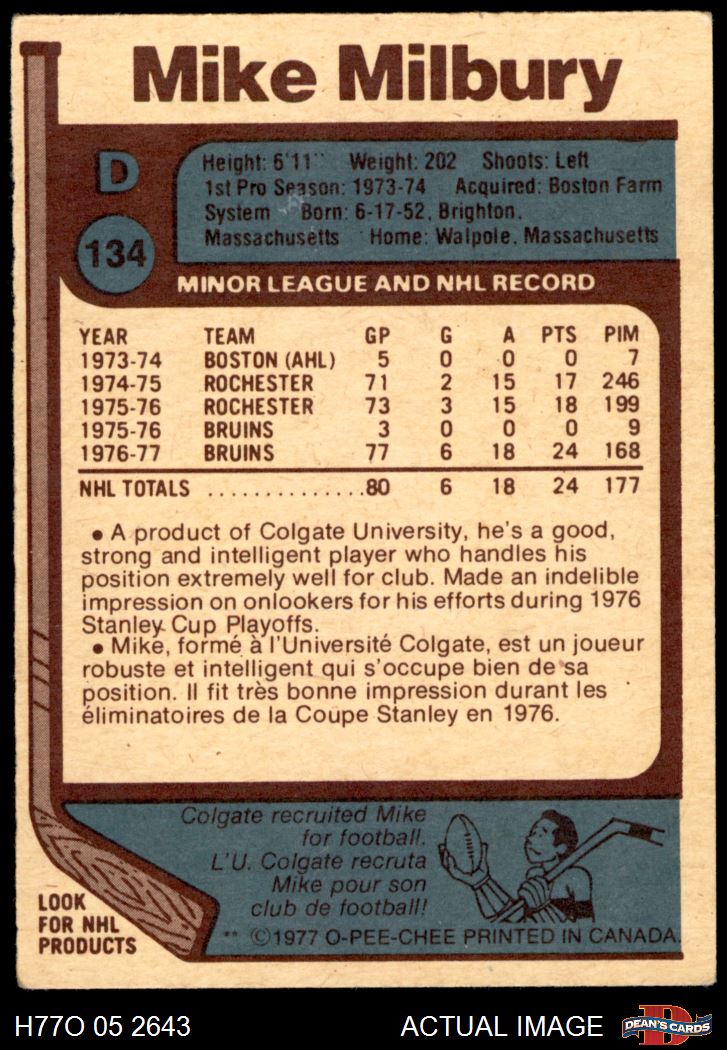 Mike Milbury
D
134
Height: 6'11" Weight: 202 Shoots: Left
1st Pro Season: 1973-74 Acquired: Boston Farm
System Born: 6-17-52, Brighton,
Massachusetts Home: Walpole, Massachusetts
MINOR LEAGUE AND NHL RECORD
YEAR TEAM GP G A PTS PIM
1973-74 BOSTON (AHL) 5 0 0 0 7
1974-75 ROCHESTER 71 2 15 17 246
1975-76 ROCHESTER 73 3 15 18 199
1975-76 BRUINS 3 0 0 0 9
1976-77 BRUINS 77 6 18 24 168
NHL TOTALS ..............80 6 18 24 177
• A product of Colgate University, he's a good,
strong and intelligent player who handles his
position extremely well for club. Made an indelible
impression on onlookers for his efforts during 1976
Stanley Cup Playoffs.
• Mike, formé à l'Université Colgate, est un joueur
robuste et intelligent qui s'occupe bien de sa
position. Il fit très bonne impression durant les
éliminatoires de la Coupe Stanley en 1976.
Colgate recruited Mike
for football.
L'U. Colgate recruta
Mike pour son
club de football!
LOOK
FOR NHL
PRODUCTS
** ©1977 O-PEE-CHEE PRINTED IN CANADA.
H77O 05 2643 ACTUAL IMAGE
D
DEAN'S CARDS